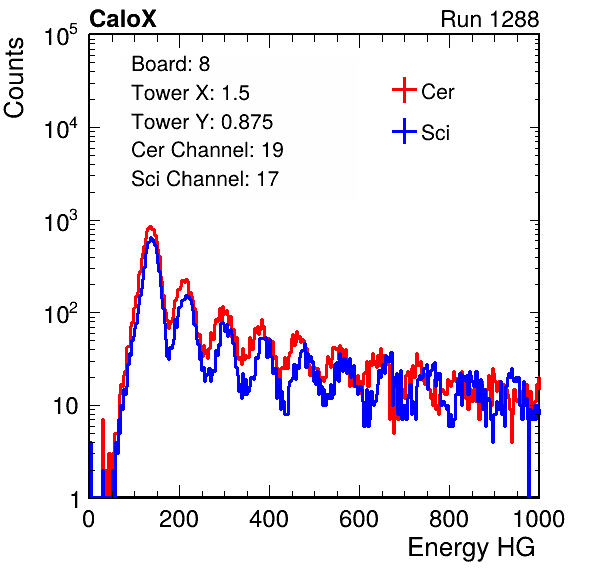 CaloX Run 1288
Counts
10^5
10^4
10^3
10^2
10
1
Board: 8
Tower X: 1.5
Tower Y: 0.875
Cer Channel: 19
Sci Channel: 17
Cer
Sci
0 200 400 600 800 1000
Energy HG